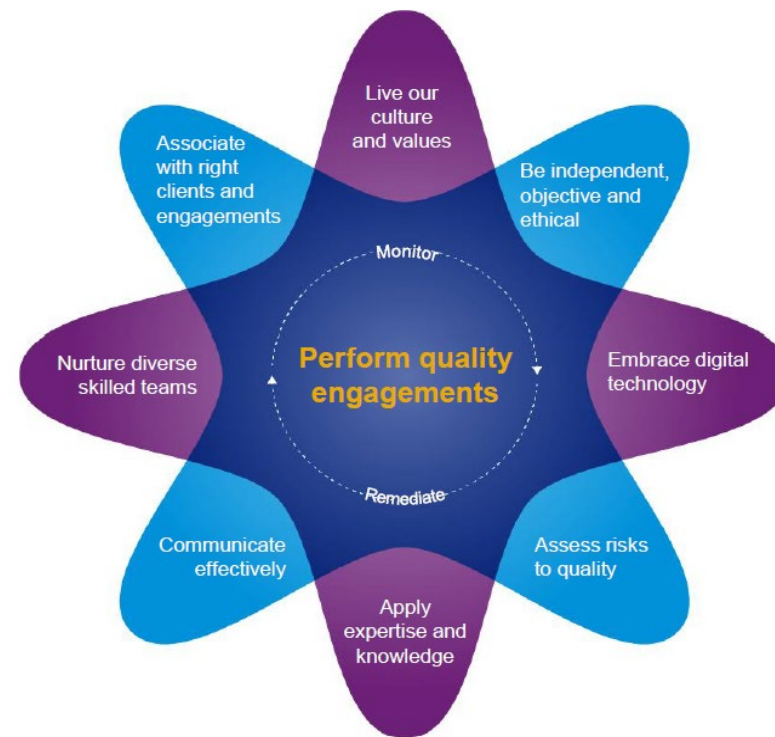 Live our
culture
and values
Be independent,
objective and
ethical
Embrace digital
technology
Assess risks
to quality
Apply
expertise and
knowledge
Communicate
effectively
Nurture diverse
skilled teams
Associate
with right
clients and
engagements
Monitor
Perform quality
engagements
Remediate